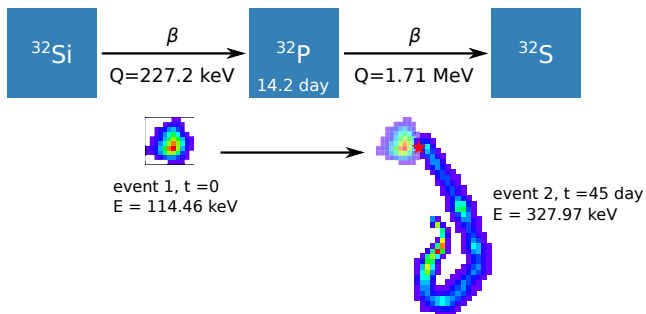 ³²Si
β
Q=227.2 keV
³²P
14.2 day
β
Q=1.71 MeV
³²S
event 1, t =0
E = 114.46 keV
event 2, t =45 day
E = 327.97 keV